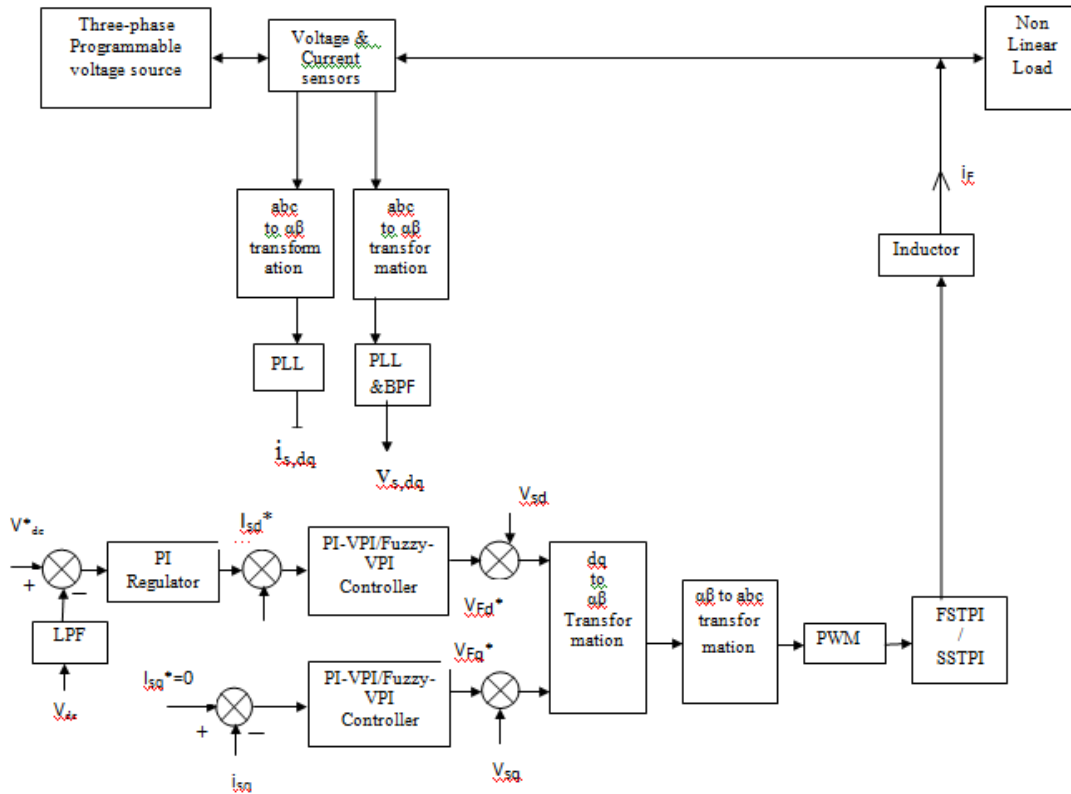 Three-phase
Programmable
voltage source
Voltage &
Current
sensors
Non
Linear
Load
abc
to αβ
transform
ation
abc
to αβ
transfor
mation
iF
Inductor
PLL
PLL
&BPF
is,dq
vs,dq
Vsd
V*dc
Isd*
+
−
PI
Regulator
PI-VPI/Fuzzy-
VPI
Controller
VFd*
dq
to
αβ
Transfor
mation
αβ to abc
transfor
mation
PWM
FSTPI
/
SSTPI
LPF
Vdc
Isq*=0
+
−
isq
PI-VPI/Fuzzy-
VPI
Controller
VFq*
Vsq